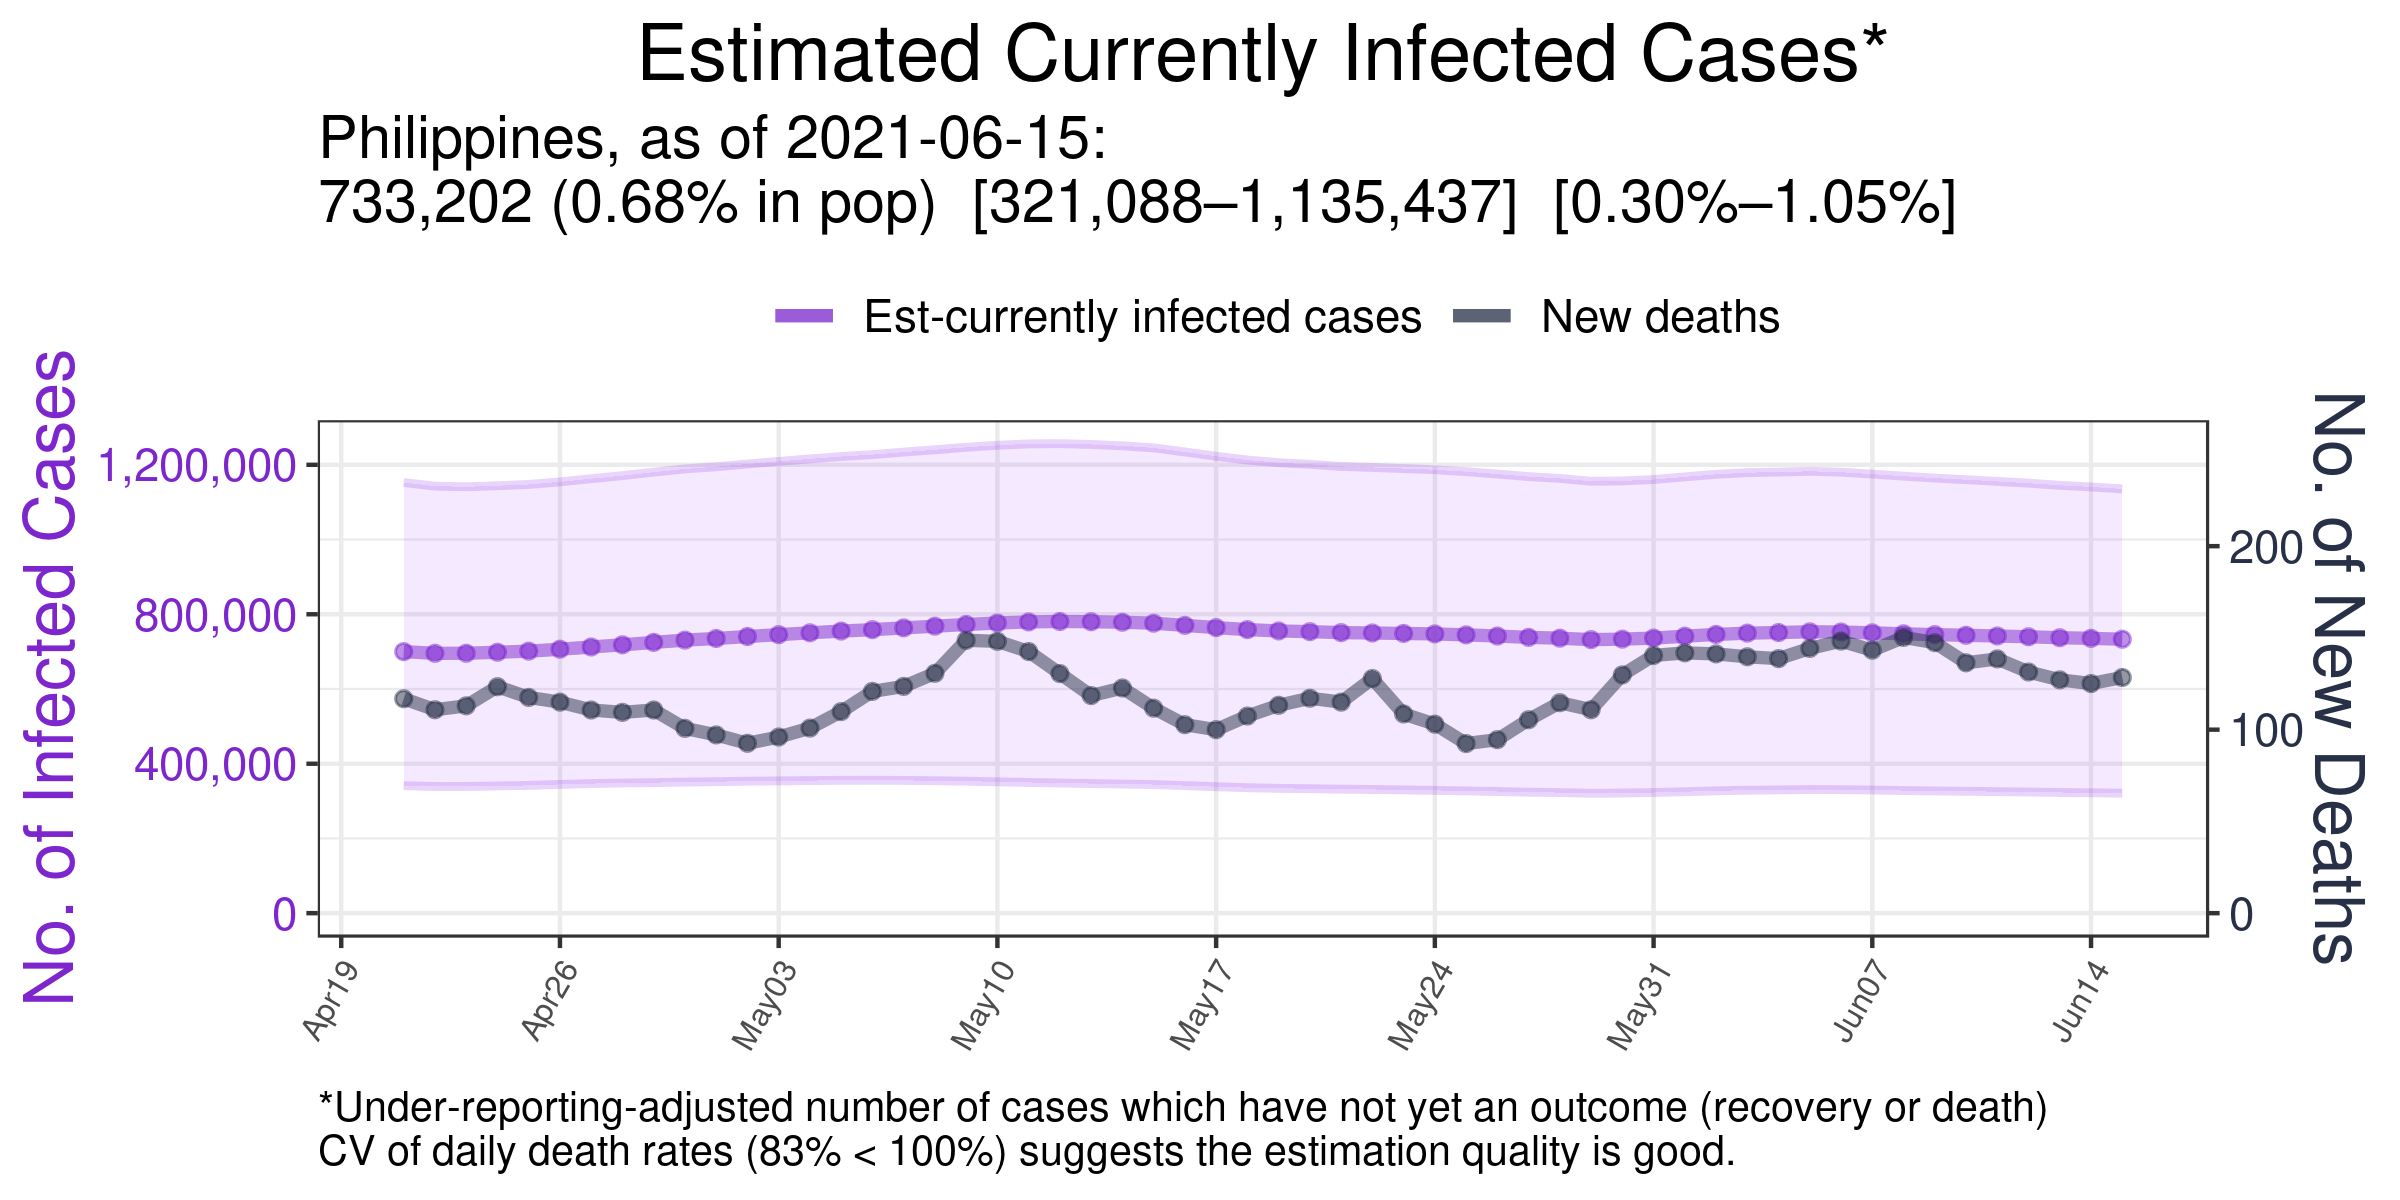 Estimated Currently Infected Cases*
Philippines, as of 2021-06-15:
733,202 (0.68% in pop)  [321,088–1,135,437]  [0.30%–1.05%]
Est-currently infected cases
New deaths
No. of Infected Cases
1,200,000
800,000
400,000
0
200
100
0
No. of New Deaths
Apr19
Apr26
May03
May10
May17
May24
May31
Jun07
Jun14
*Under-reporting-adjusted number of cases which have not yet an outcome (recovery or death)
CV of daily death rates (83% < 100%) suggests the estimation quality is good.